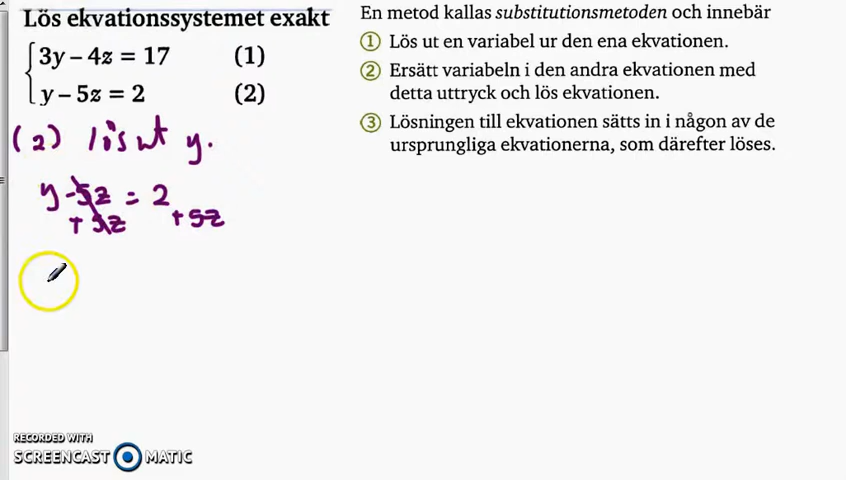 Lös ekvationssystemet exakt
3y – 4z = 17 (1)
y – 5z = 2 (2)
(2) lös ut y.
y - 5z = 2
+ 5z + 5z
En metod kallas substitutionsmetoden och innebär
① Lös ut en variabel ur den ena ekvationen.
② Ersätt variabeln i den andra ekvationen med
detta uttryck och lös ekvationen.
③ Lösningen till ekvationen sätts in i någon av de
ursprungliga ekvationerna, som därefter löses.
RECORDED WITH
SCREENCAST MATIC